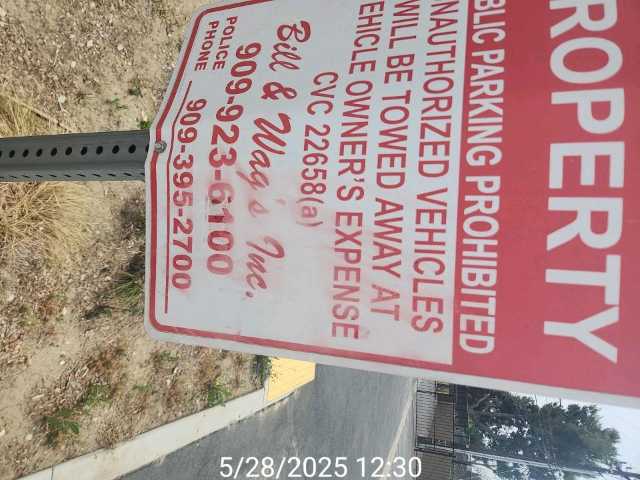 ROPERTY
BLIC PARKING PROHIBITED
NAUTHORIZED VEHICLES
WILL BE TOWED AWAY AT
EHICLE OWNER'S EXPENSE
CVC 22658(a)
Bill & Wag's Inc.
909-923-6100
POLICE
PHONE 909-395-2700
5/28/2025 12:30